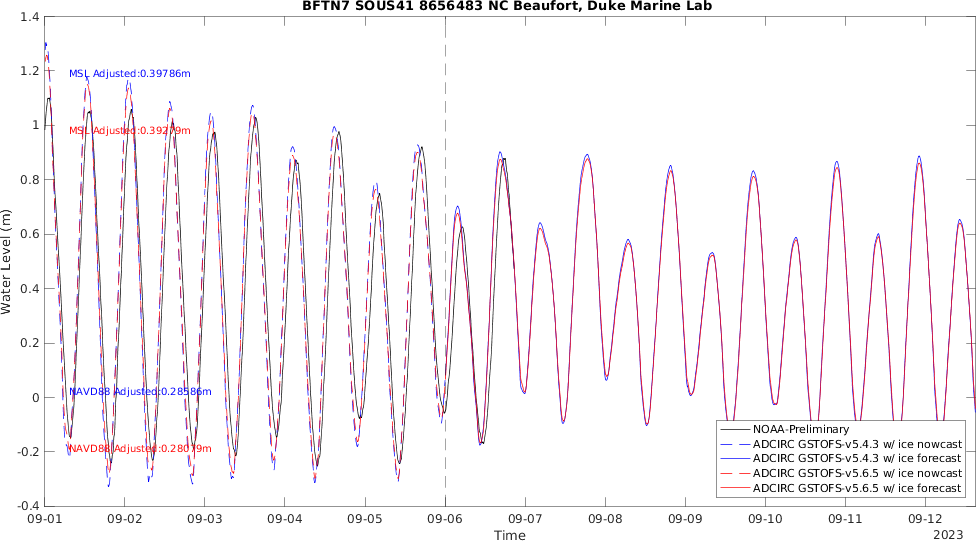 BFTN7 SOUS41 8656483 NC Beaufort, Duke Marine Lab
Water Level (m)
1.4
1.2
1
0.8
0.6
0.4
0.2
0
-0.2
-0.4
MSL Adjusted:0.39786m
MSL Adjusted:0.39279m
NAVD88 Adjusted:0.28586m
NAVD88 Adjusted:0.28079m
NOAA-Preliminary
ADCIRC GSTOFS-v5.4.3 w/ ice nowcast
ADCIRC GSTOFS-v5.4.3 w/ ice forecast
ADCIRC GSTOFS-v5.6.5 w/ ice nowcast
ADCIRC GSTOFS-v5.6.5 w/ ice forecast
09-01 09-02 09-03 09-04 09-05 09-06 09-07 09-08 09-09 09-10 09-11 09-12
Time
2023